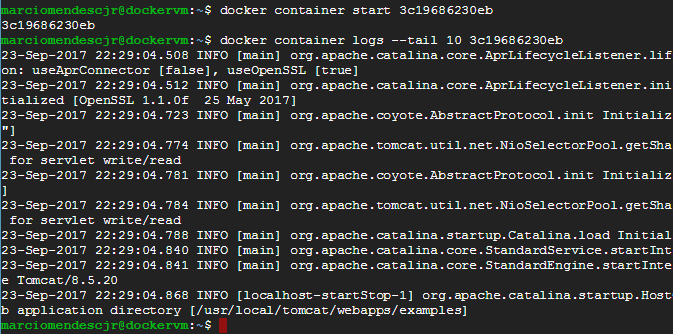 marciomendescjr@dockervm:~$ docker container start 3c19686230eb
3c19686230eb
marciomendescjr@dockervm:~$ docker container logs --tail 10 3c19686230eb
23-Sep-2017 22:29:04.508 INFO [main] org.apache.catalina.core.AprLifecycleListener.lif
on: useAprConnector [false], useOpenSSL [true]
23-Sep-2017 22:29:04.512 INFO [main] org.apache.catalina.core.AprLifecycleListener.ini
tialized [OpenSSL 1.1.0f  25 May 2017]
23-Sep-2017 22:29:04.723 INFO [main] org.apache.coyote.AbstractProtocol.init Initializ
"]
23-Sep-2017 22:29:04.774 INFO [main] org.apache.tomcat.util.net.NioSelectorPool.getSha
 for servlet write/read
23-Sep-2017 22:29:04.781 INFO [main] org.apache.coyote.AbstractProtocol.init Initializ
]
23-Sep-2017 22:29:04.784 INFO [main] org.apache.tomcat.util.net.NioSelectorPool.getSha
 for servlet write/read
23-Sep-2017 22:29:04.788 INFO [main] org.apache.catalina.startup.Catalina.load Initial
23-Sep-2017 22:29:04.840 INFO [main] org.apache.catalina.core.StandardService.startInt
23-Sep-2017 22:29:04.841 INFO [main] org.apache.catalina.core.StandardEngine.startInte
e Tomcat/8.5.20
23-Sep-2017 22:29:04.868 INFO [localhost-startStop-1] org.apache.catalina.startup.Host
b application directory [/usr/local/tomcat/webapps/examples]
marciomendescjr@dockervm:~$